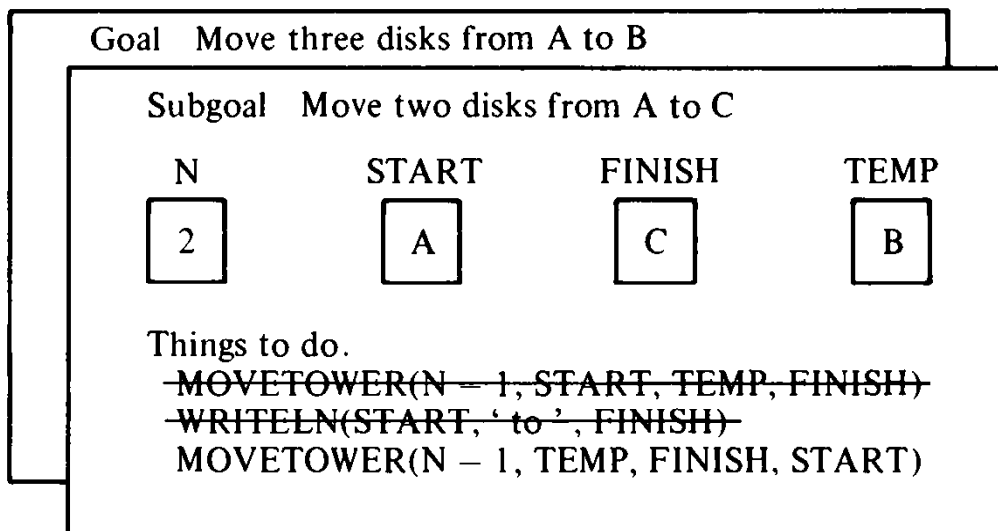 Goal Move three disks from A to B
Subgoal Move two disks from A to C
N START FINISH TEMP
2 A C B
Things to do.
MOVETOWER(N – 1, START, TEMP, FINISH)
WRITELN(START, ‘ to ’, FINISH)
MOVETOWER(N – 1, TEMP, FINISH, START)